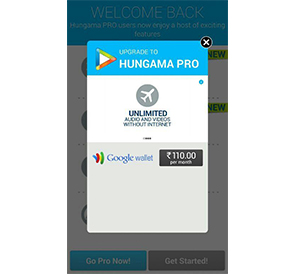 WELCOME BACK
Hungama PRO users now enjoy a host of exciting
features
NEW
UPGRADE TO
HUNGAMA PRO
UNLIMITED
AUDIO AND VIDEOS
WITHOUT INTERNET
NEW
Google wallet
₹110.00
per month
Go Pro Now!
Get Started!